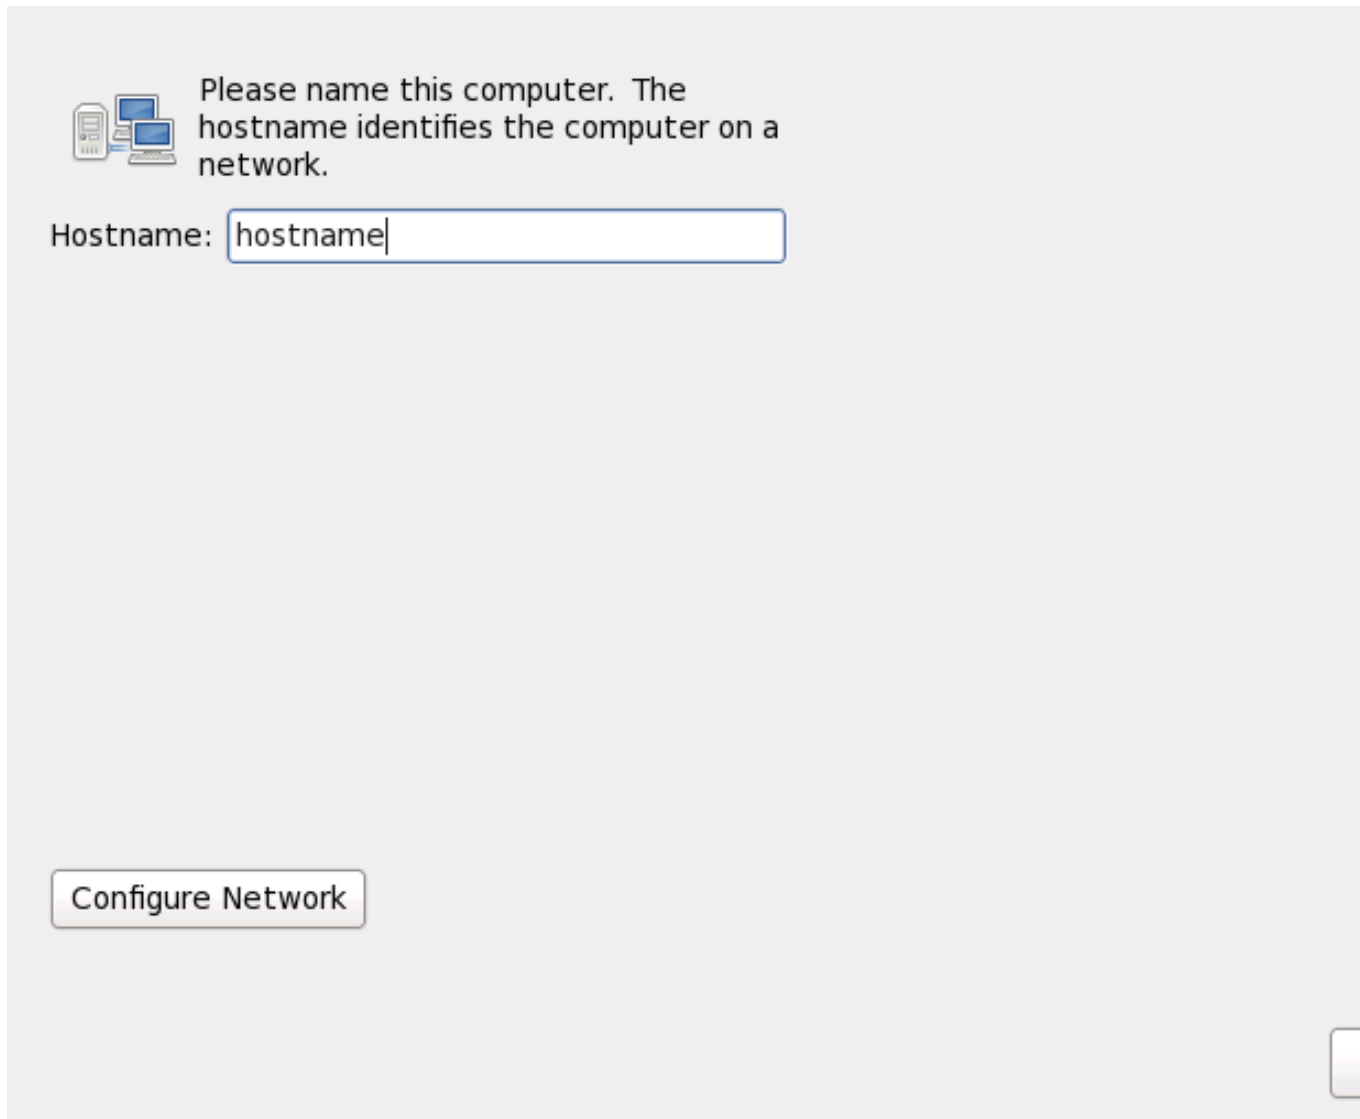 Please name this computer.  The
hostname identifies the computer on a
network.
Hostname: hostname
Configure Network